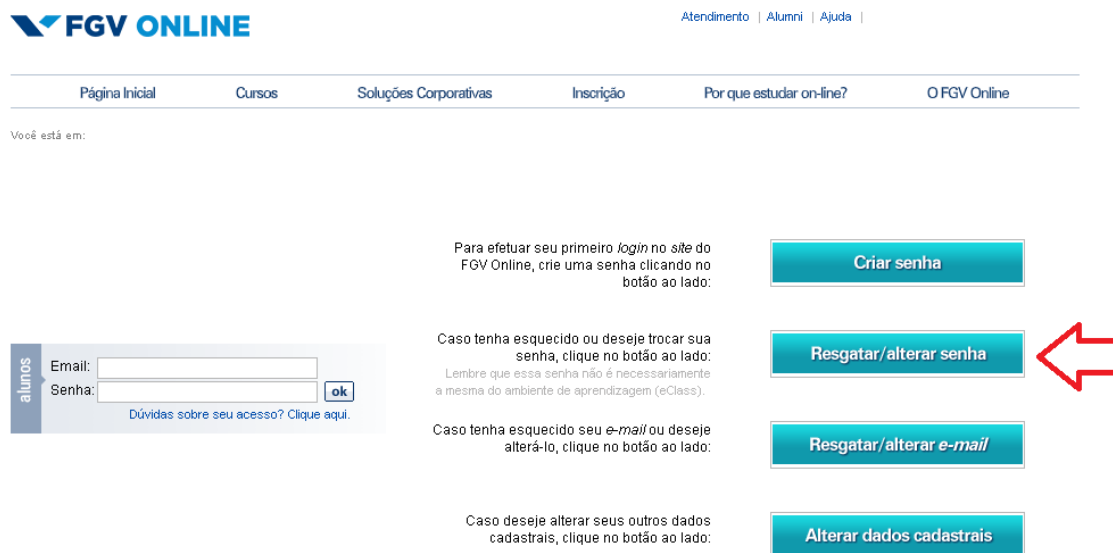 FGV ONLINE
Atendimento | Alumni | Ajuda |
Página Inicial Cursos Soluções Corporativas Inscrição Por que estudar on-line? O FGV Online
Você está em:
Para efetuar seu primeiro login no site do
FGV Online, crie uma senha clicando no
botão ao lado:
Criar senha
Caso tenha esquecido ou deseje trocar sua
senha, clique no botão ao lado:
Lembre que essa senha não é necessariamente
a mesma do ambiente de aprendizagem (eClass).
Resgatar/alterar senha
alunos
Email:
Senha:
ok
Dúvidas sobre seu acesso? Clique aqui.
Caso tenha esquecido seu e-mail ou deseje
alterá-lo, clique no botão ao lado:
Resgatar/alterar e-mail
Caso deseje alterar seus outros dados
cadastrais, clique no botão ao lado:
Alterar dados cadastrais